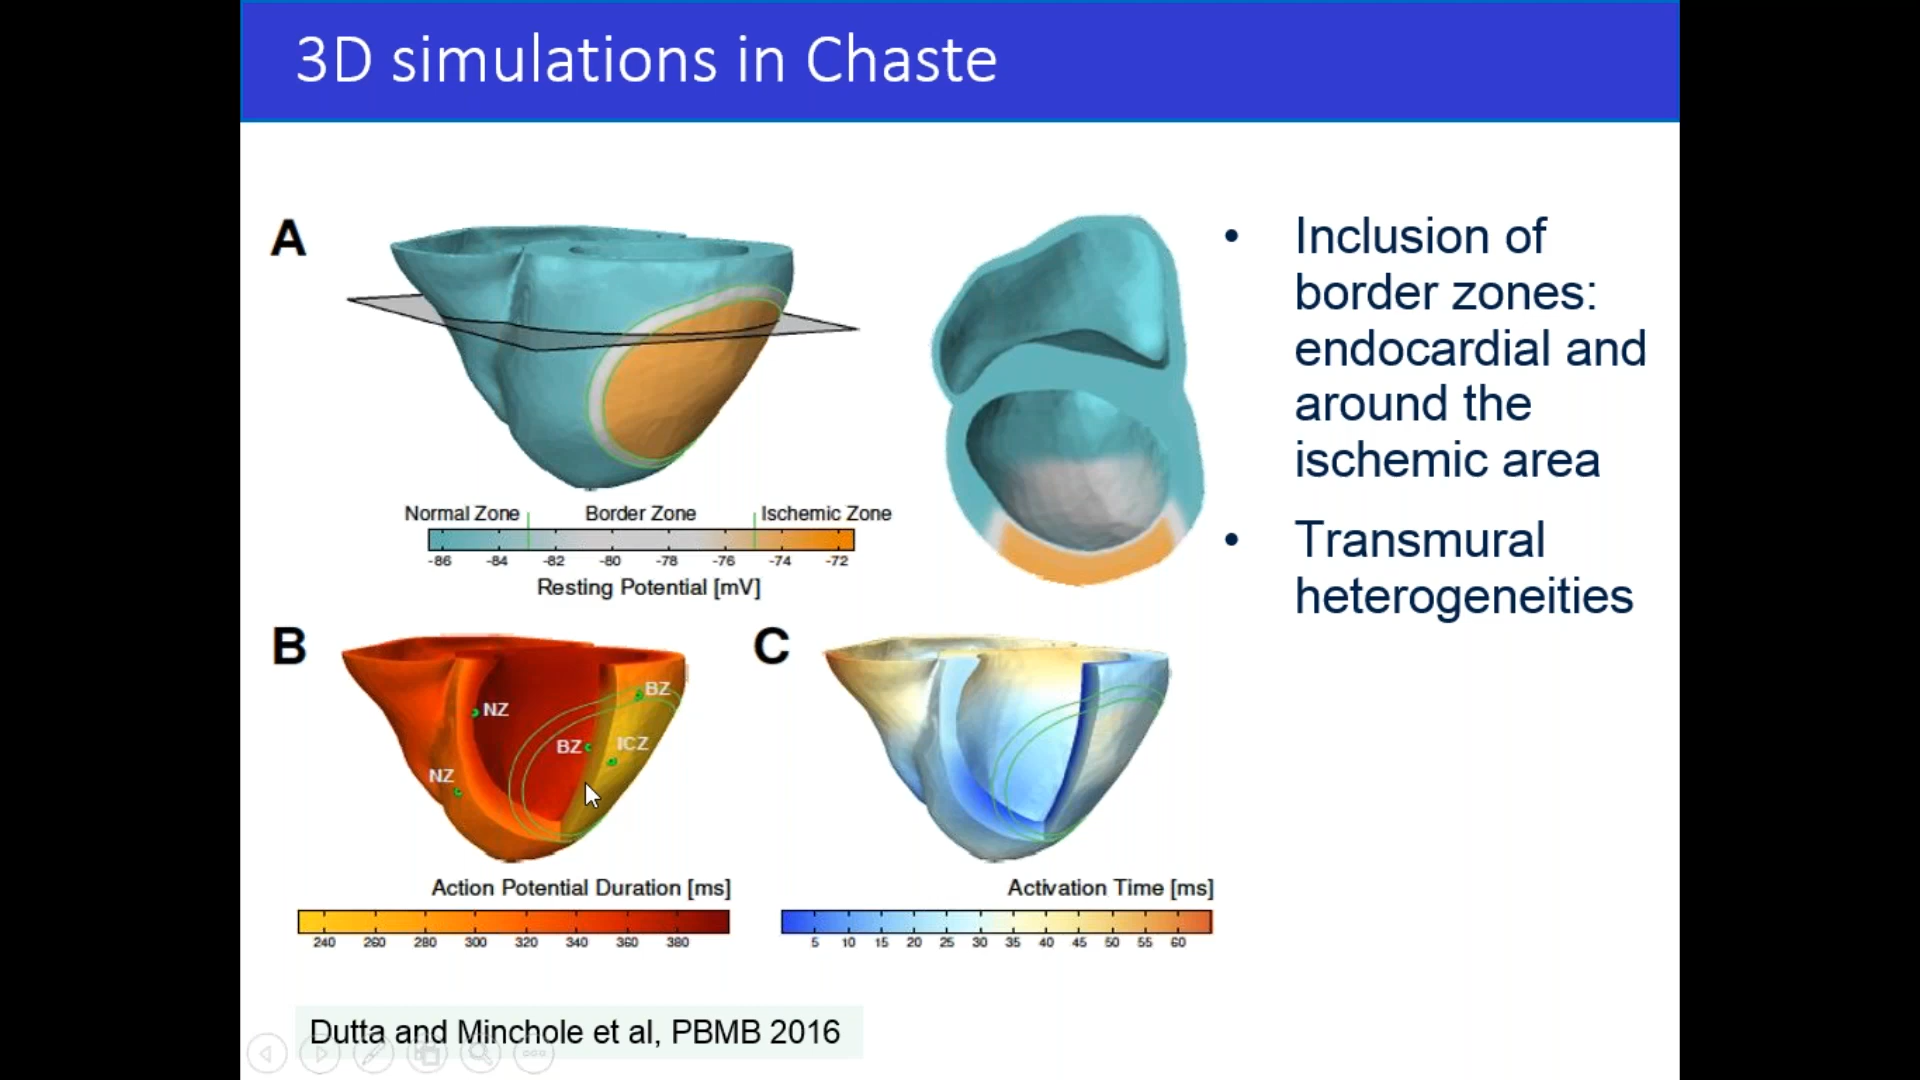 3D simulations in Chaste
A
Normal Zone Border Zone Ischemic Zone
-86 -84 -82 -80 -78 -76 -74 -72
Resting Potential [mV]
• Inclusion of
border zones:
endocardial and
around the
ischemic area
• Transmural
heterogeneities
B
BZ
NZ
BZ ICZ
NZ
Action Potential Duration [ms]
240 260 280 300 320 340 360 380
C
Activation Time [ms]
5 10 15 20 25 30 35 40 45 50 55 60
Dutta and Minchole et al, PBMB 2016